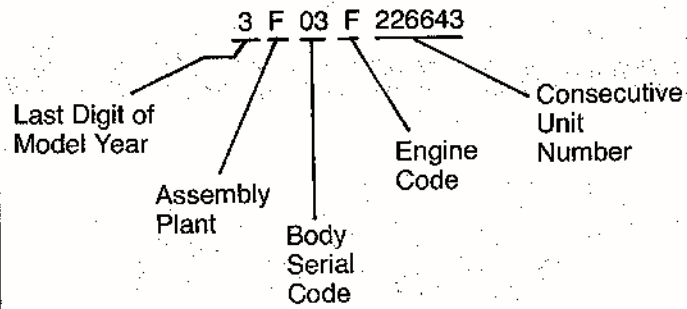 3 F 03 F 226643
Last Digit of
Model Year
Assembly
Plant
Body
Serial
Code
Engine
Code
Consecutive
Unit
Number